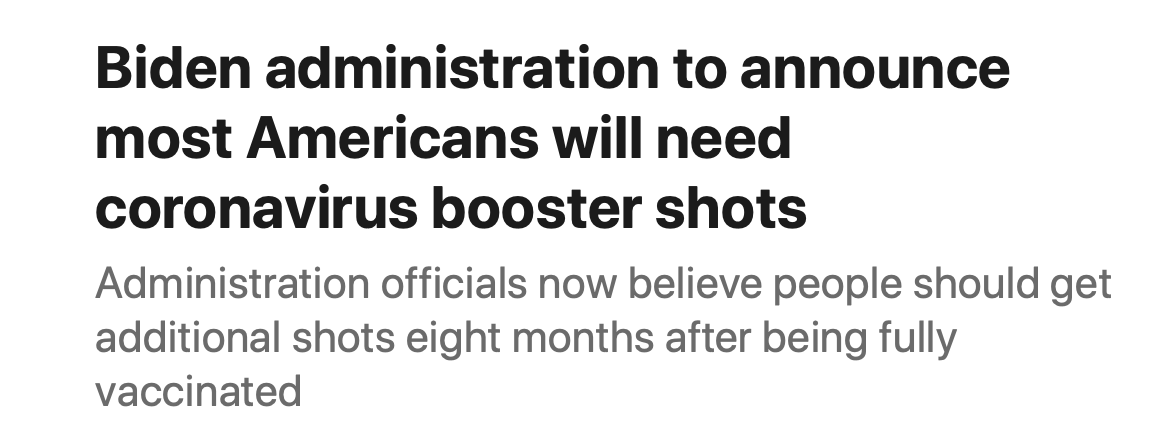 Biden administration to announce
most Americans will need
coronavirus booster shots
Administration officials now believe people should get
additional shots eight months after being fully
vaccinated